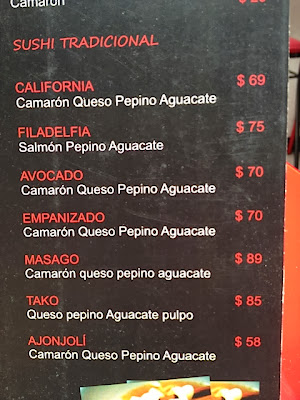 Camarón
SUSHI TRADICIONAL
CALIFORNIA $ 69
Camarón Queso Pepino Aguacate
FILADELFIA $ 75
Salmón Pepino Aguacate
AVOCADO $ 70
Camarón Queso Pepino Aguacate
EMPANIZADO $ 70
Camarón Queso Pepino Aguacate
MASAGO $ 89
Camarón queso pepino aguacate
TAKO $ 85
Queso pepino Aguacate pulpo
AJONJOLÍ $ 58
Camarón Queso Pepino Aguacate